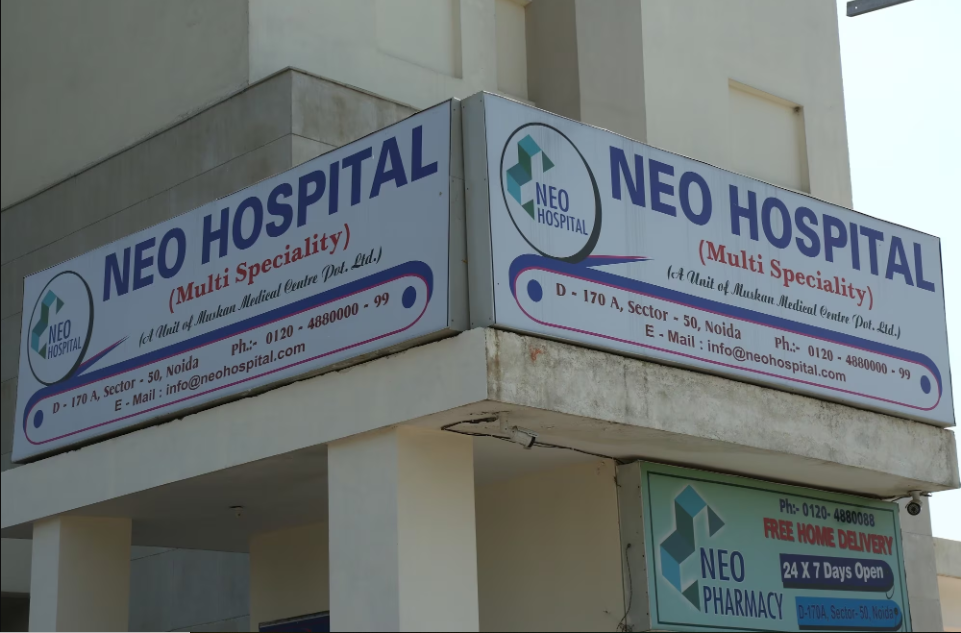 NEO HOSPITAL
(Multi Speciality)
(A Unit of Muskan Medical Centre Pvt. Ltd.)
NEO
HOSPITAL
D - 170 A, Sector - 50, Noida Ph.:- 0120 - 4880000 - 99
E - Mail : info@neohospital.com
NEO HOSPITAL
(Multi Speciality)
(A Unit of Muskan Medical Centre Pvt. Ltd.)
NEO
HOSPITAL
D - 170 A, Sector - 50, Noida Ph.:- 0120 - 4880000 - 99
E - Mail : info@neohospital.com
Ph:- 0120- 4880088
FREE HOME DELIVERY
24 X 7 Days Open
NEO
PHARMACY
D-170A, Sector- 50, Noida